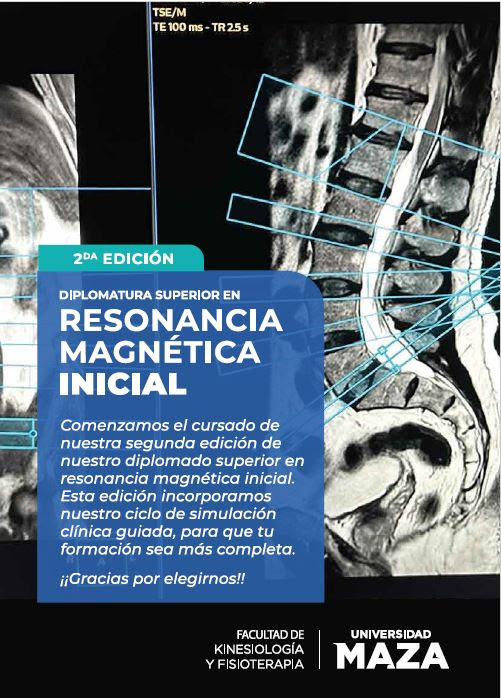 TSE/M
TE 100 ms - TR 2.5 s
2DA EDICIÓN
DIPLOMATURA SUPERIOR EN
RESONANCIA
MAGNÉTICA
INICIAL
Comenzamos el cursado de
nuestra segunda edición de
nuestro diplomado superior en
resonancia magnética inicial.
Esta edición incorporamos
nuestro ciclo de simulación
clínica guiada, para que tu
formación sea más completa.
¡¡Gracias por elegirnos!!
FACULTAD DE
KINESIOLOGÍA
Y FISIOTERAPIA
UNIVERSIDAD
MAZA